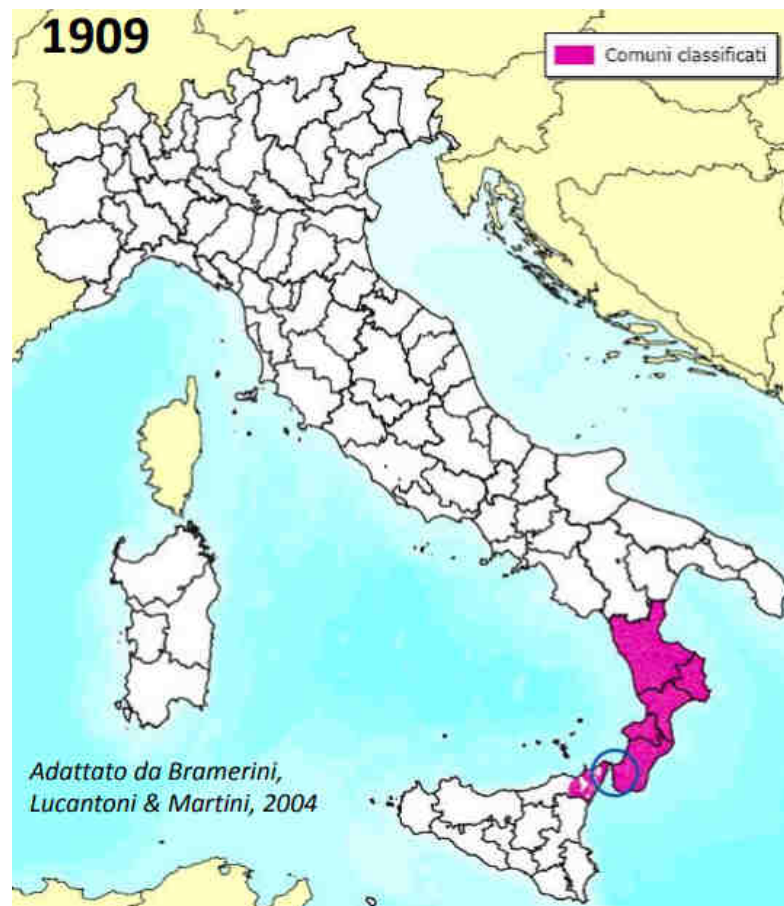 1909
Comuni classificati
Adattato da Bramerini,
Lucantoni & Martini, 2004